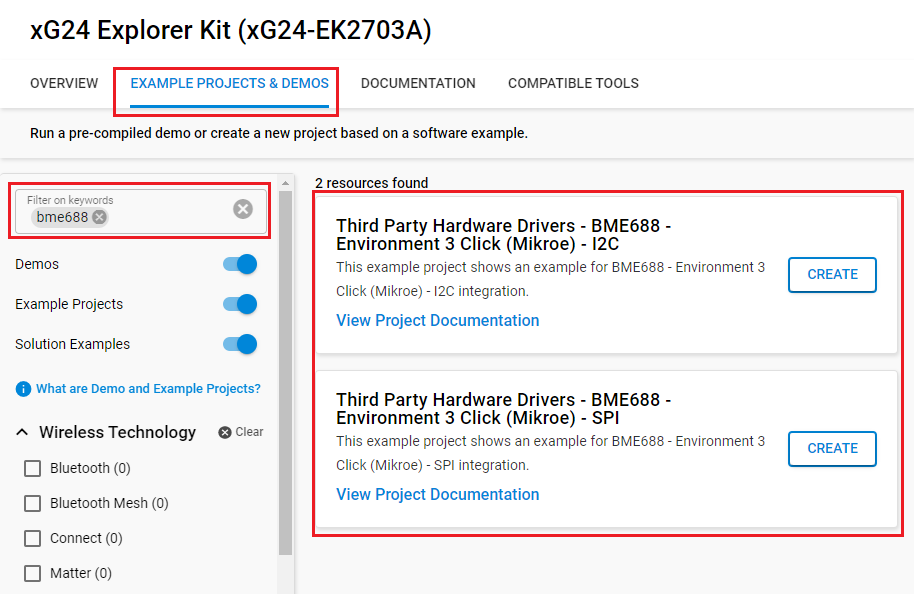 xG24 Explorer Kit (xG24-EK2703A)
OVERVIEW EXAMPLE PROJECTS & DEMOS DOCUMENTATION COMPATIBLE TOOLS
Run a pre-compiled demo or create a new project based on a software example.
Filter on keywords
bme688
Demos
Example Projects
Solution Examples
What are Demo and Example Projects?
Wireless Technology Clear
Bluetooth (0)
Bluetooth Mesh (0)
Connect (0)
Matter (0)
2 resources found
Third Party Hardware Drivers - BME688 -
Environment 3 Click (Mikroe) - I2C
This example project shows an example for BME688 - Environment 3
Click (Mikroe) - I2C integration.
View Project Documentation
CREATE
Third Party Hardware Drivers - BME688 -
Environment 3 Click (Mikroe) - SPI
This example project shows an example for BME688 - Environment 3
Click (Mikroe) - SPI integration.
View Project Documentation
CREATE